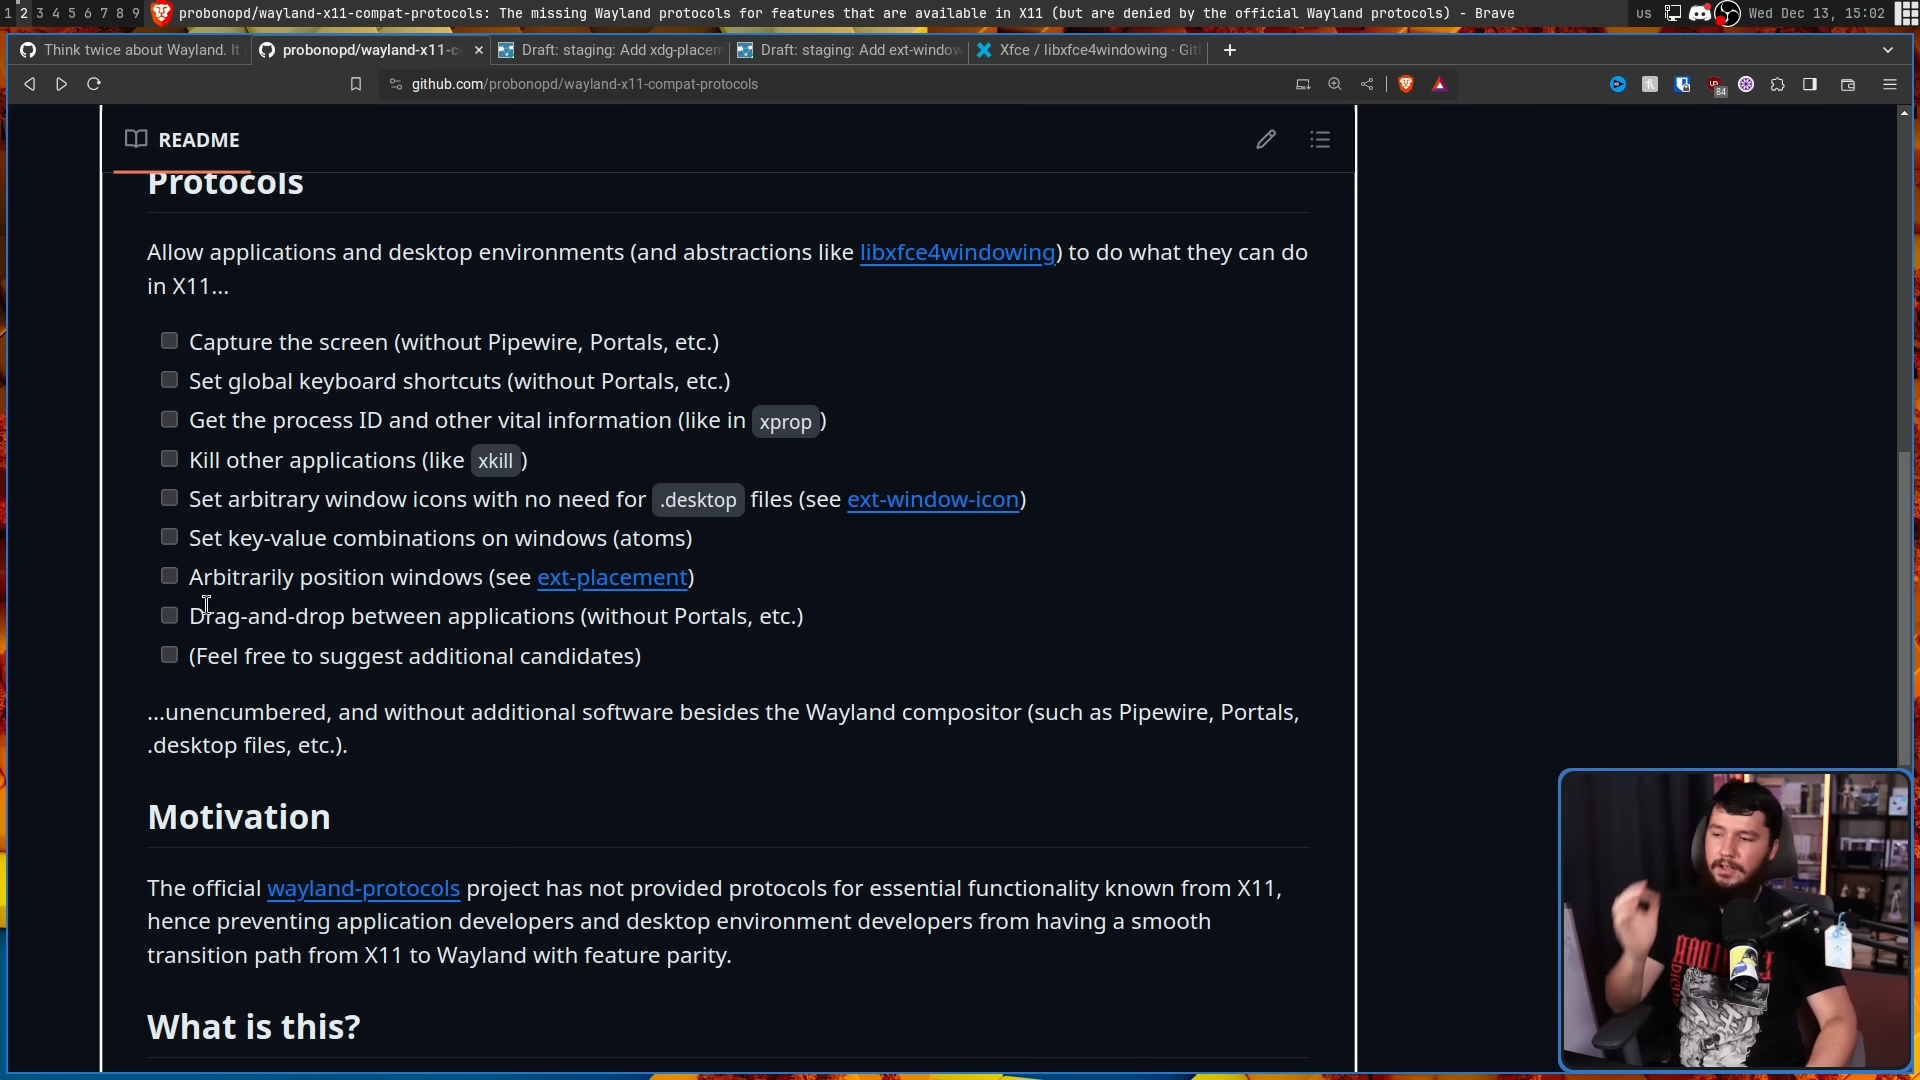 1 2 3 4 5 6 7 8 9 probonopd/wayland-x11-compat-protocols: The missing Wayland protocols for features that are available in X11 (but are denied by the official Wayland protocols) - Brave us Wed Dec 13, 15:02
Think twice about Wayland. It probonopd/wayland-x11-c Draft: staging: Add xdg-placem Draft: staging: Add ext-window Xfce / libxfce4windowing · Git
github.com/probonopd/wayland-x11-compat-protocols 84
README
Protocols
Allow applications and desktop environments (and abstractions like libxfce4windowing) to do what they can do
in X11...
Capture the screen (without Pipewire, Portals, etc.)
Set global keyboard shortcuts (without Portals, etc.)
Get the process ID and other vital information (like in xprop)
Kill other applications (like xkill)
Set arbitrary window icons with no need for .desktop files (see ext-window-icon)
Set key-value combinations on windows (atoms)
Arbitrarily position windows (see ext-placement)
Drag-and-drop between applications (without Portals, etc.)
(Feel free to suggest additional candidates)
...unencumbered, and without additional software besides the Wayland compositor (such as Pipewire, Portals,
.desktop files, etc.).
Motivation
The official wayland-protocols project has not provided protocols for essential functionality known from X11,
hence preventing application developers and desktop environment developers from having a smooth
transition path from X11 to Wayland with feature parity.
What is this?